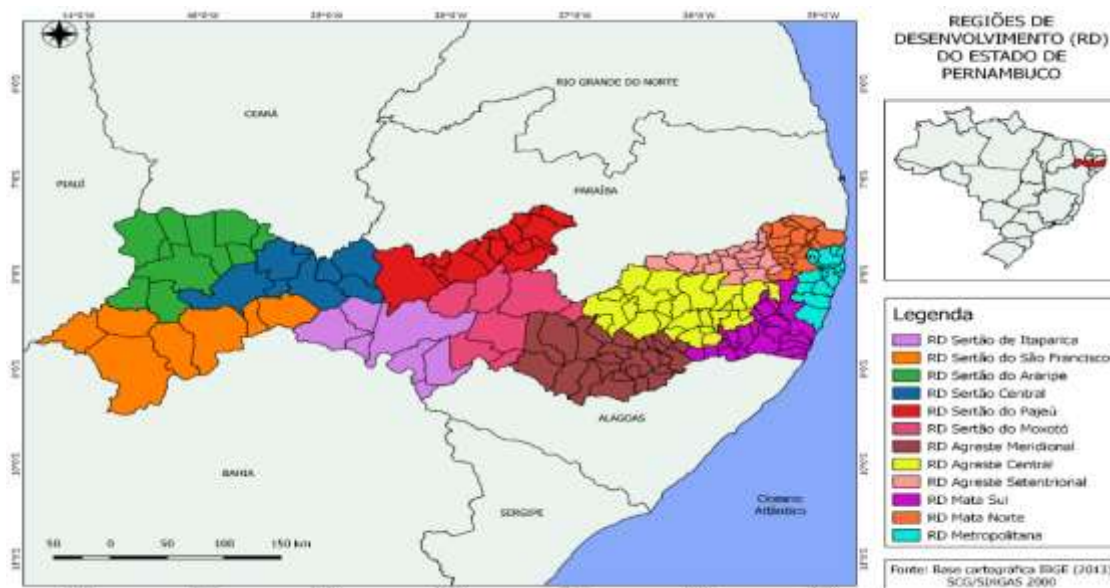 REGIÕES DE
DESENVOLVIMENTO (RD)
DO ESTADO DE
PERNAMBUCO
RIO GRANDE DO NORTE
CEARÁ
PIAUÍ
PARAÍBA
ALAGOAS
BAHIA
SERGIPE
Oceano
Atlântico
50 0 50 100 150 km
Legenda
RD Sertão de Itaparica
RD Sertão do São Francisco
RD Sertão do Araripe
RD Sertão Central
RD Sertão do Pajeú
RD Sertão do Moxotó
RD Agreste Meridional
RD Agreste Central
RD Agreste Setentrional
RD Mata Sul
RD Mata Norte
RD Metropolitana
Fonte: Base cartográfica IBGE (2013)
2000